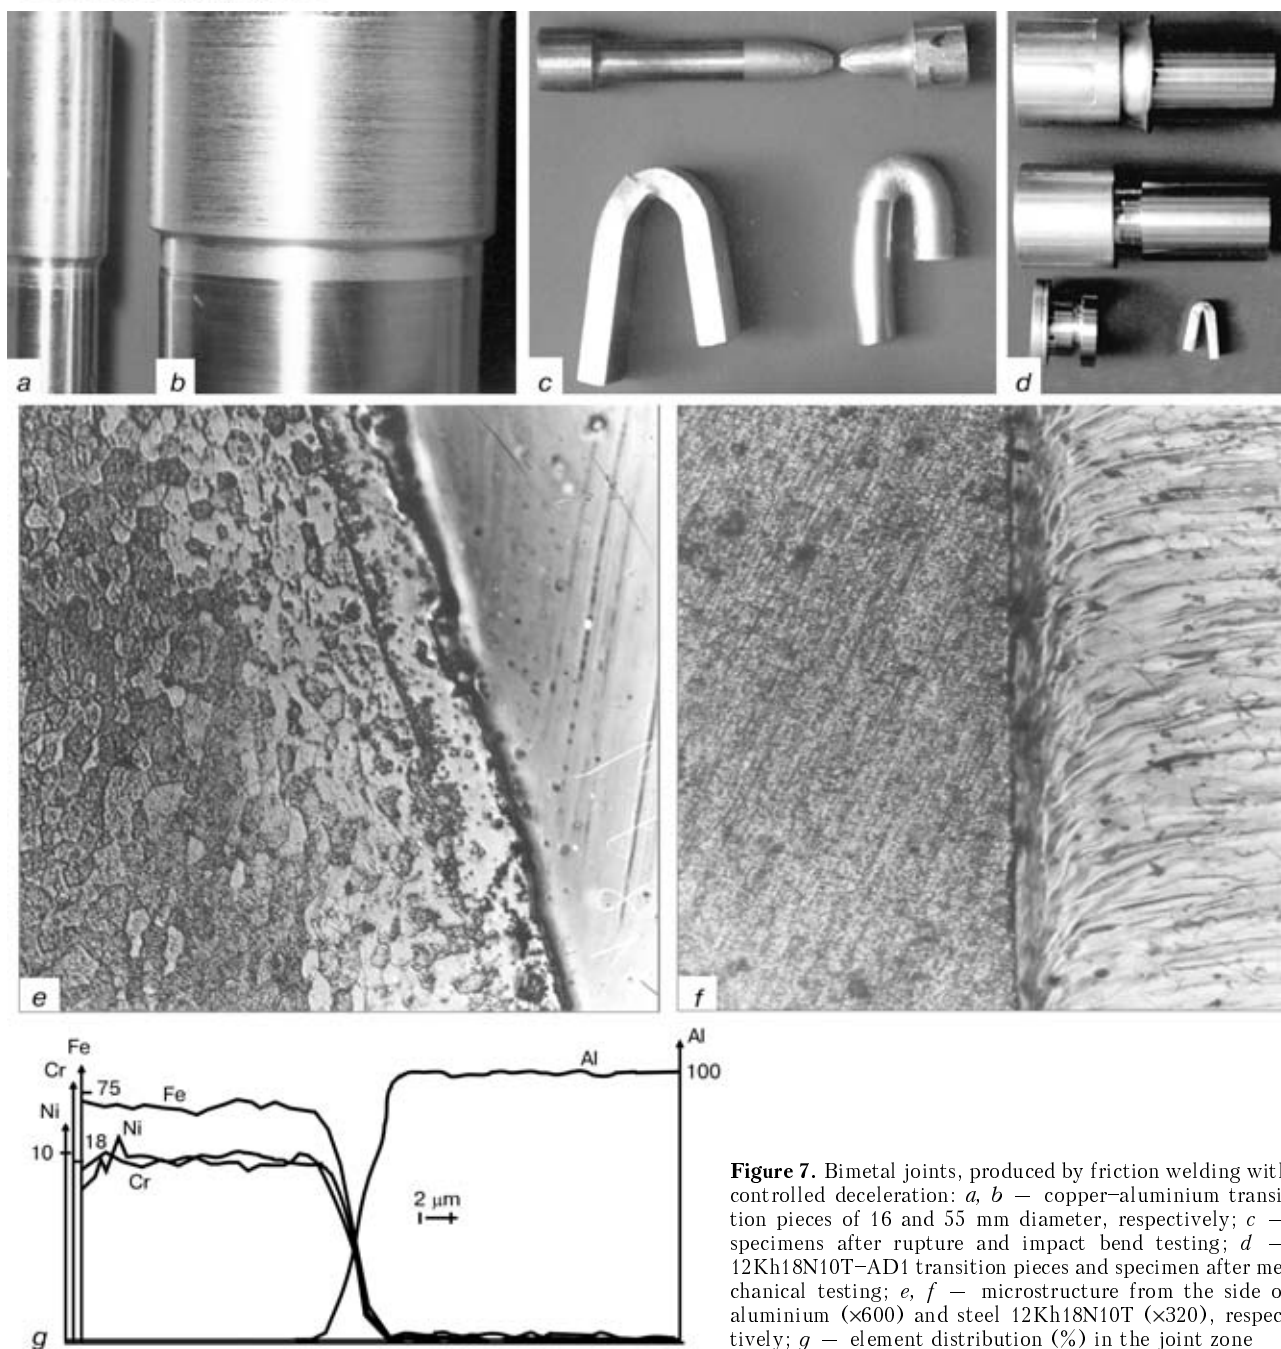 a
b
c
d
e
f
Fe
Cr
Ni
75
Fe
18
Ni
10
Cr
Al
Al
100
2 μm
g
Figure 7. Bimetal joints, produced by friction welding with
controlled deceleration: a, b — copper–aluminium transi
tion pieces of 16 and 55 mm diameter, respectively; c —
specimens after rupture and impact bend testing; d —
12Kh18N10T–AD1 transition pieces and specimen after me
chanical testing; e, f — microstructure from the side o
aluminium (×600) and steel 12Kh18N10T (×320), respec
tively; g — element distribution (%) in the joint zone